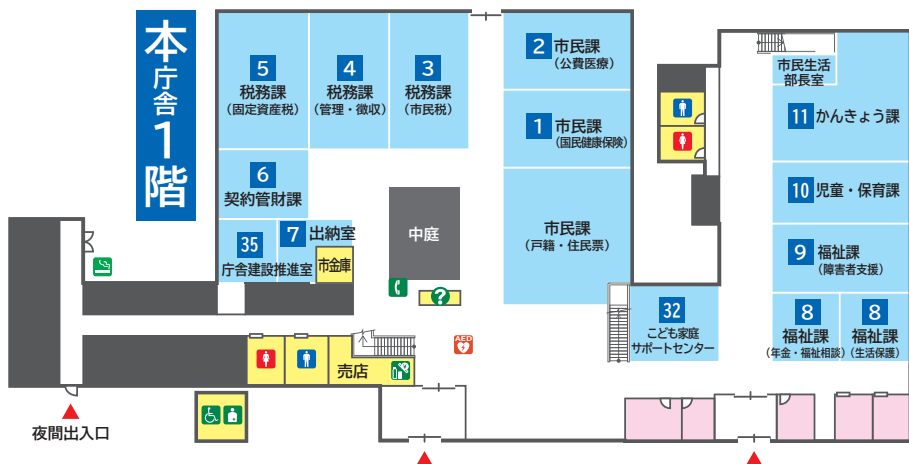 本庁舎1階
5
税務課
(固定資産税)
4
税務課
(管理・徴収)
3
税務課
(市民税)
2 市民課
(公費医療)
1 市民課
(国民健康保険)
市民課
(戸籍・住民票)
6
契約管財課
35
庁舎建設推進室
7 出納室
市金庫
中庭
?
AED
売店
夜間出入口
32
こども家庭
サポートセンター
市民生活
部長室
11 かんきょう課
10 児童・保育課
9 福祉課
(障害者支援)
8
福祉課
(年金・福祉相談)
8
福祉課
(生活保護)